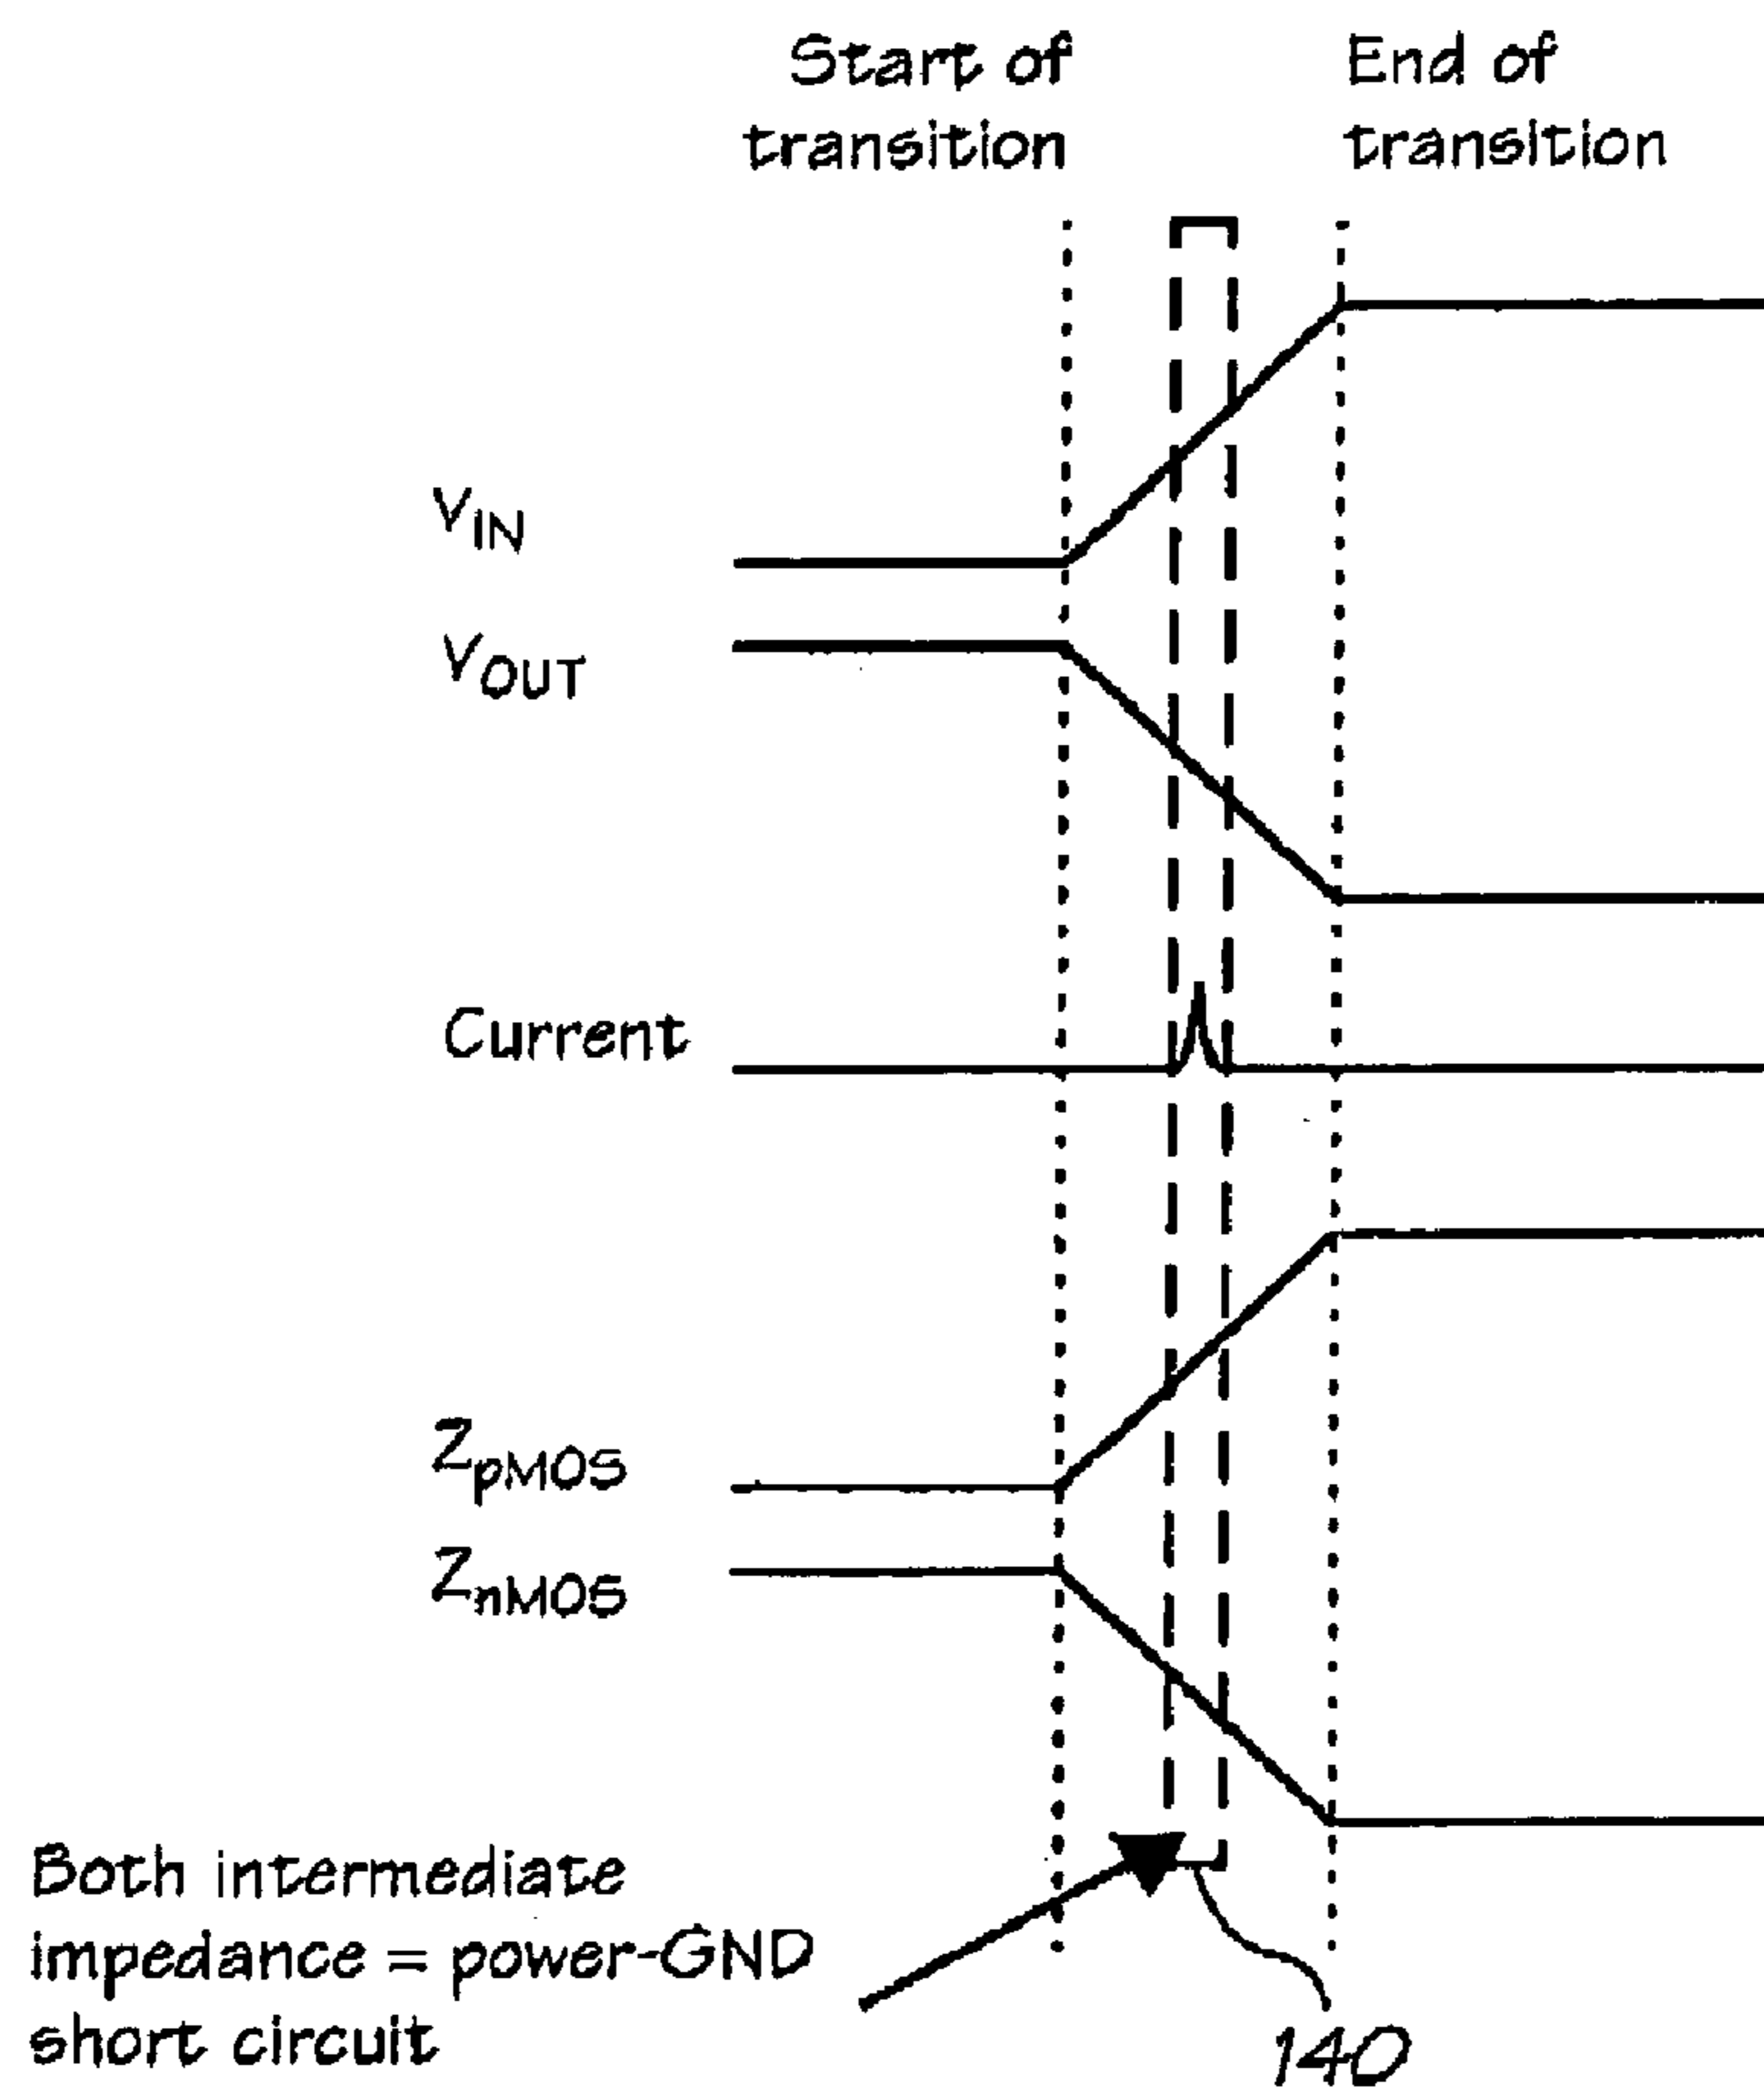 Start of
transition
End of
transition
VIN
VOUT
Current
ZpMOS
ZnMOS
Both intermediate
impedance = power-GND
short circuit
140